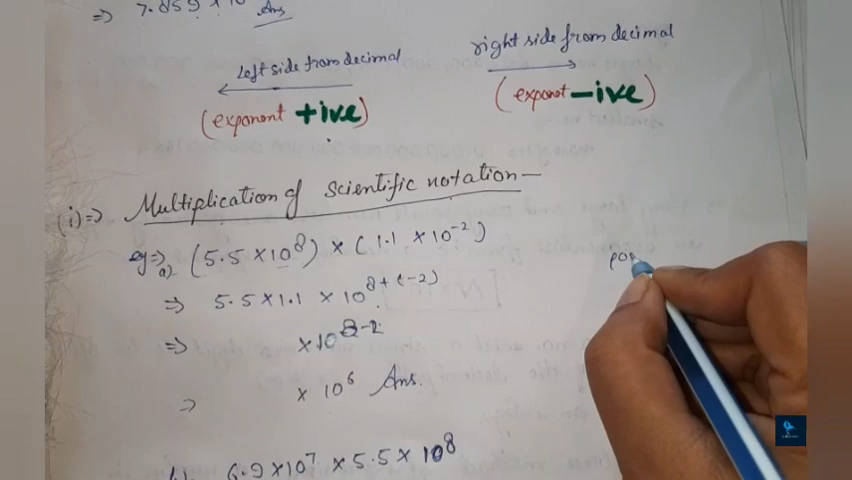 ⇒ 7.859 × 10 Ans
Left side from decimal
(exponent +ive)
right side from decimal
(exponet -ive)
(i)⇒ Multiplication of scientific notation —
eg⇒ a) (5.5 × 10⁸) × (1.1 × 10⁻²)
⇒ 5.5 × 1.1 × 10⁸⁺⁽⁻²⁾
⇒ × 10⁸⁻²
⇒ × 10⁶ Ans.
6.9 × 10⁷ × 5.5 × 10⁸